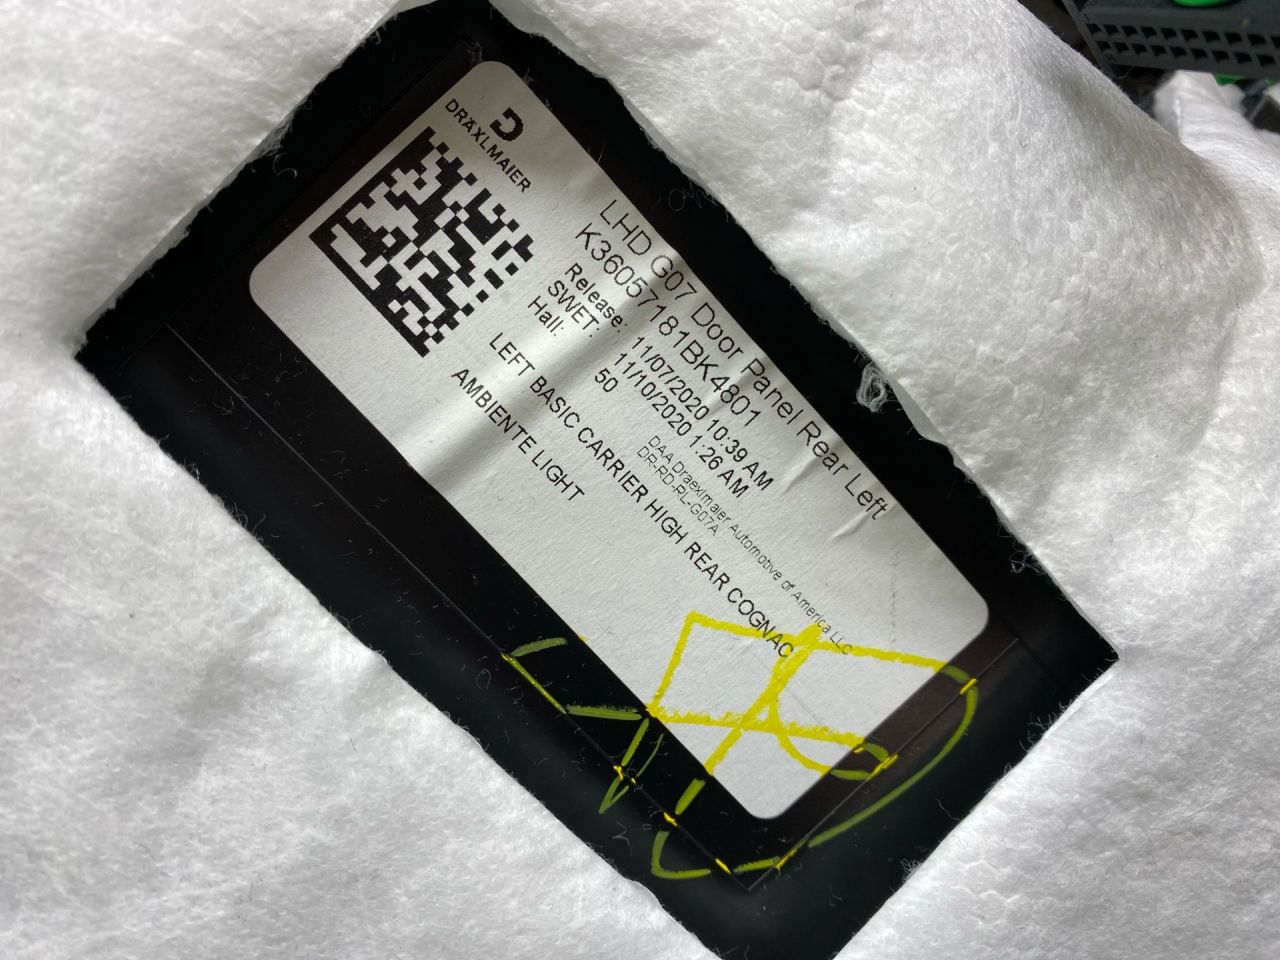 DRÄXLMAIER
LHD G07 Door Panel Rear Left
K36057181BK4801
Release: 11/07/2020 10:39 AM
SWET: 11/10/2020 1:26 AM
Hall: 50
DAA Draexlmaier Automotive of America LLC
DR-RD-RL-G07A
LEFT BASIC CARRIER HIGH REAR COGNAC
AMBIENTE LIGHT